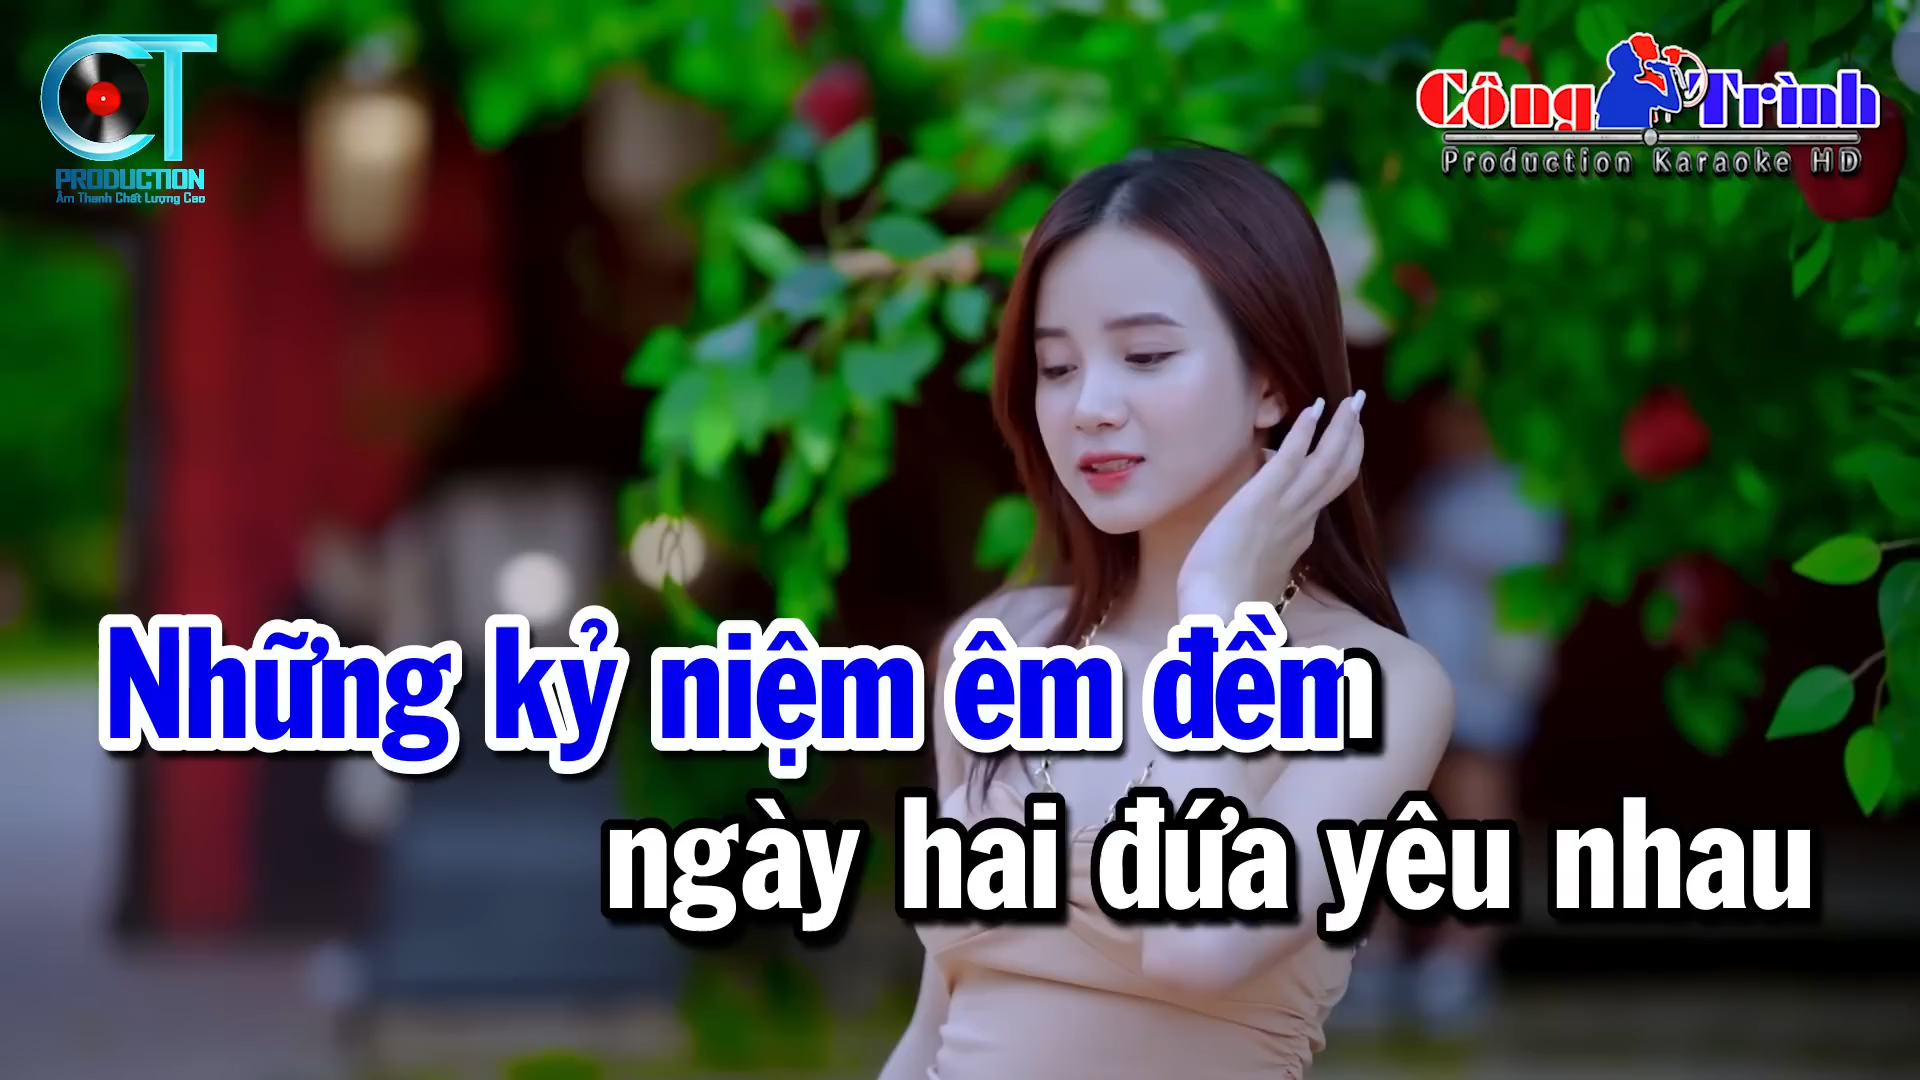 CT
PRODUCTION
Âm Thanh Chất Lượng Cao
Công Trình
Production Karaoke HD
Những kỷ niệm êm đềm
ngày hai đứa yêu nhau